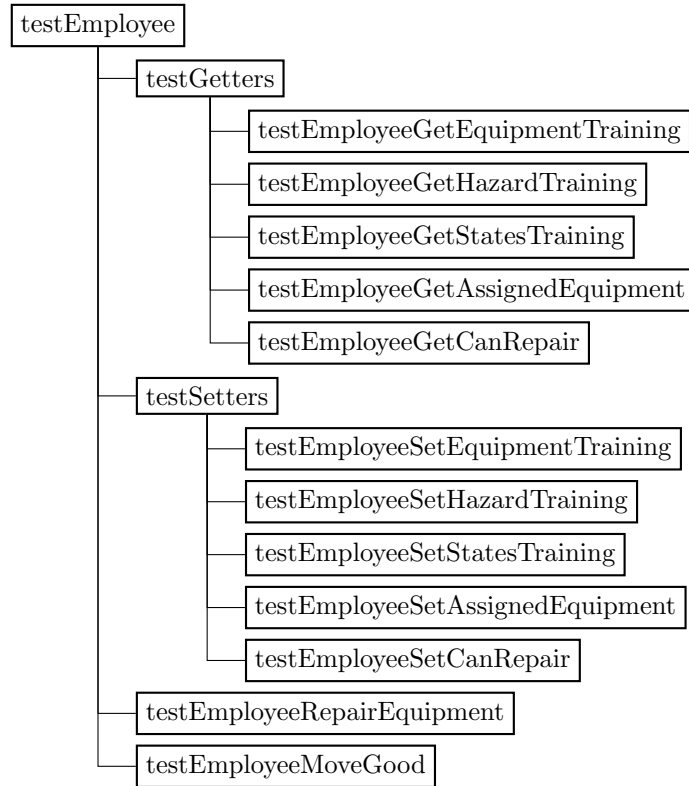 testEmployee
testGetters
testEmployeeGetEquipmentTraining
testEmployeeGetHazardTraining
testEmployeeGetStatesTraining
testEmployeeGetAssignedEquipment
testEmployeeGetCanRepair
testSetters
testEmployeeSetEquipmentTraining
testEmployeeSetHazardTraining
testEmployeeSetStatesTraining
testEmployeeSetAssignedEquipment
testEmployeeSetCanRepair
testEmployeeRepairEquipment
testEmployeeMoveGood